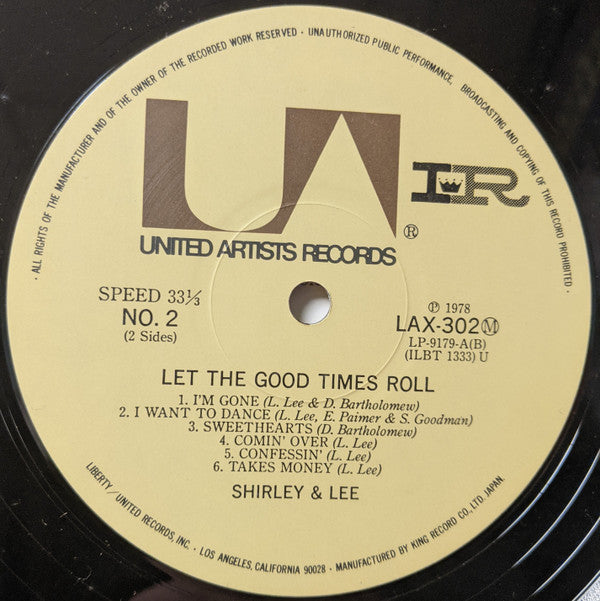 · ALL RIGHTS OF THE MANUFACTURER AND OF THE OWNER OF THE RECORDED WORK RESERVED · UNAUTHORIZED PUBLIC PERFORMANCE, BROADCASTING AND COPYING OF THIS RECORD PROHIBITED ·
UA
IR
®
UNITED ARTISTS RECORDS
SPEED 33⅓
NO. 2
(2 Sides)
℗ 1978
LAX-302Ⓜ
LP-9179-A(B)
(ILBT 1333) U
LET THE GOOD TIMES ROLL
1. I'M GONE (L. Lee & D. Bartholomew)
2. I WANT TO DANCE (L. Lee, E. Paimer & S. Goodman)
3. SWEETHEARTS (D. Bartholomew)
4. COMIN' OVER (L. Lee)
5. CONFESSIN' (L. Lee)
6. TAKES MONEY (L. Lee)
SHIRLEY & LEE
LIBERTY/UNITED RECORDS, INC. · LOS ANGELES, CALIFORNIA 90028 · MANUFACTURED BY KING RECORD CO., LTD. JAPAN.